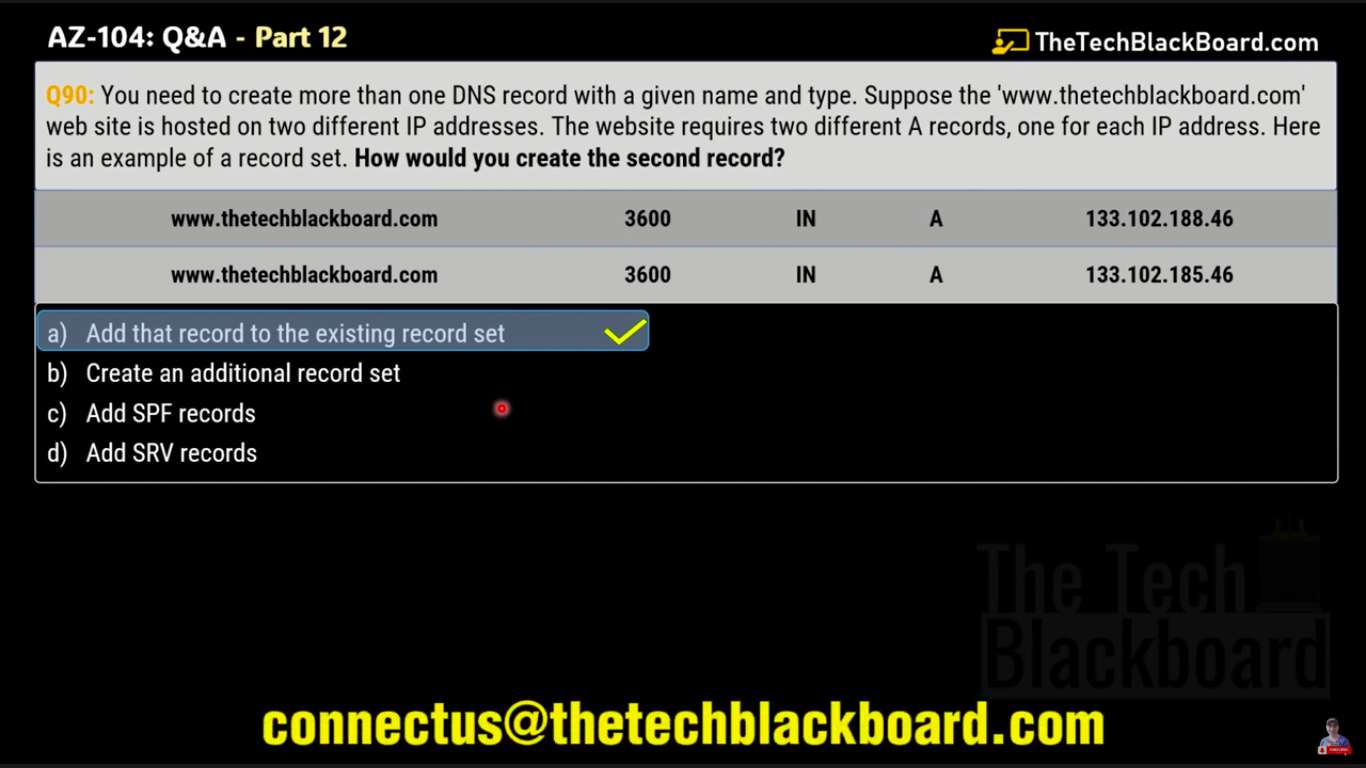 AZ-104: Q&A - Part 12
TheTechBlackBoard.com
Q90: You need to create more than one DNS record with a given name and type. Suppose the 'www.thetechblackboard.com'
web site is hosted on two different IP addresses. The website requires two different A records, one for each IP address. Here
is an example of a record set. How would you create the second record?
www.thetechblackboard.com 3600 IN A 133.102.188.46
www.thetechblackboard.com 3600 IN A 133.102.185.46
a) Add that record to the existing record set
b) Create an additional record set
c) Add SPF records
d) Add SRV records
The Tech
Blackboard
connectus@thetechblackboard.com